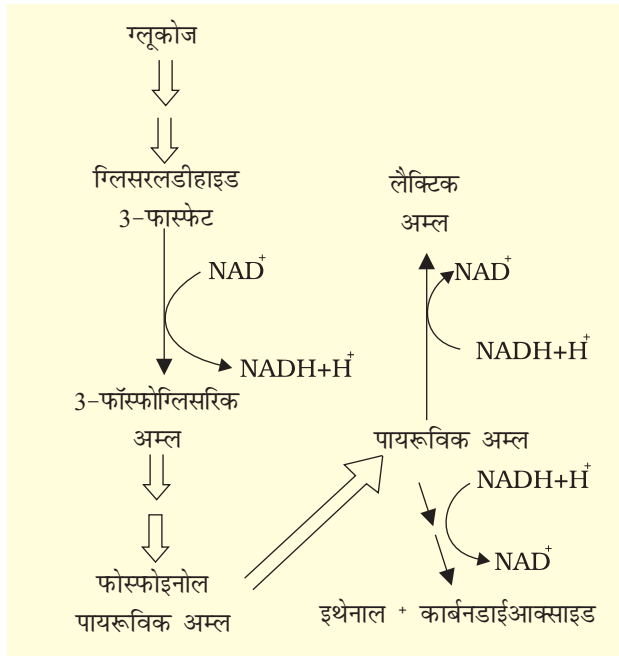 ग्लूकोज
ग्लिसरलडीहाइड
3-फास्फेट
NAD+
NADH+H+
3-फॉस्फोग्लिसरिक
अम्ल
फोस्फोइनोल
पायरूविक अम्ल
लैक्टिक
अम्ल
NAD+
NADH+H+
पायरूविक अम्ल
NADH+H+
NAD+
इथेनाल + कार्बनडाईआक्साइड